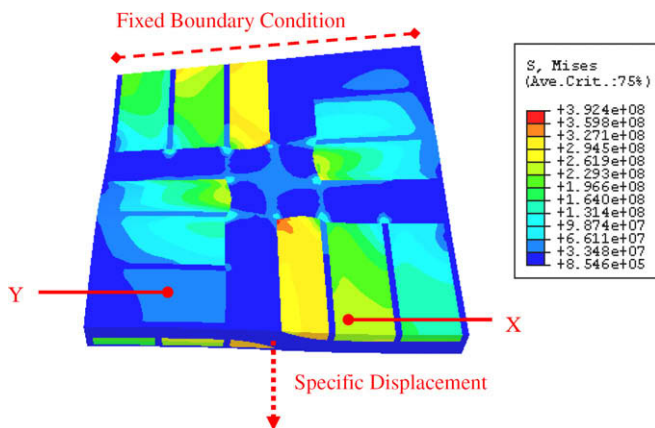 Fixed Boundary Condition
S, Mises
(Ave.Crit.:75%)
+3.924e+08
+3.598e+08
+3.271e+08
+2.945e+08
+2.619e+08
+2.293e+08
+1.966e+08
+1.640e+08
+1.314e+08
+9.874e+07
+6.611e+07
+3.348e+07
+8.546e+05
Y
X
Specific Displacement